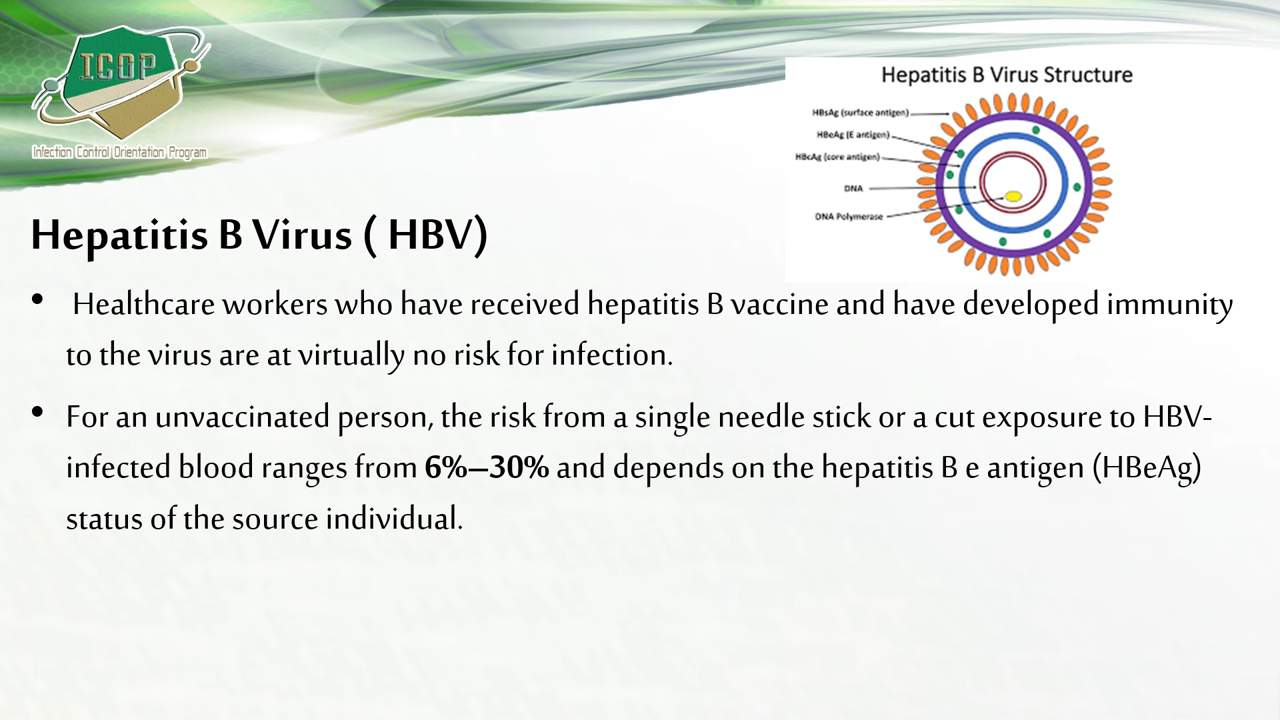 ICOP
Infection Control Orientation Program
Hepatitis B Virus Structure
HBsAg (surface antigen)
HBeAg (E antigen)
HBcAg (core antigen)
DNA
DNA Polymerase
Hepatitis B Virus ( HBV)
• Healthcare workers who have received hepatitis B vaccine and have developed immunity
to the virus are at virtually no risk for infection.
• For an unvaccinated person, the risk from a single needle stick or a cut exposure to HBV-
infected blood ranges from 6%–30% and depends on the hepatitis B e antigen (HBeAg)
status of the source individual.